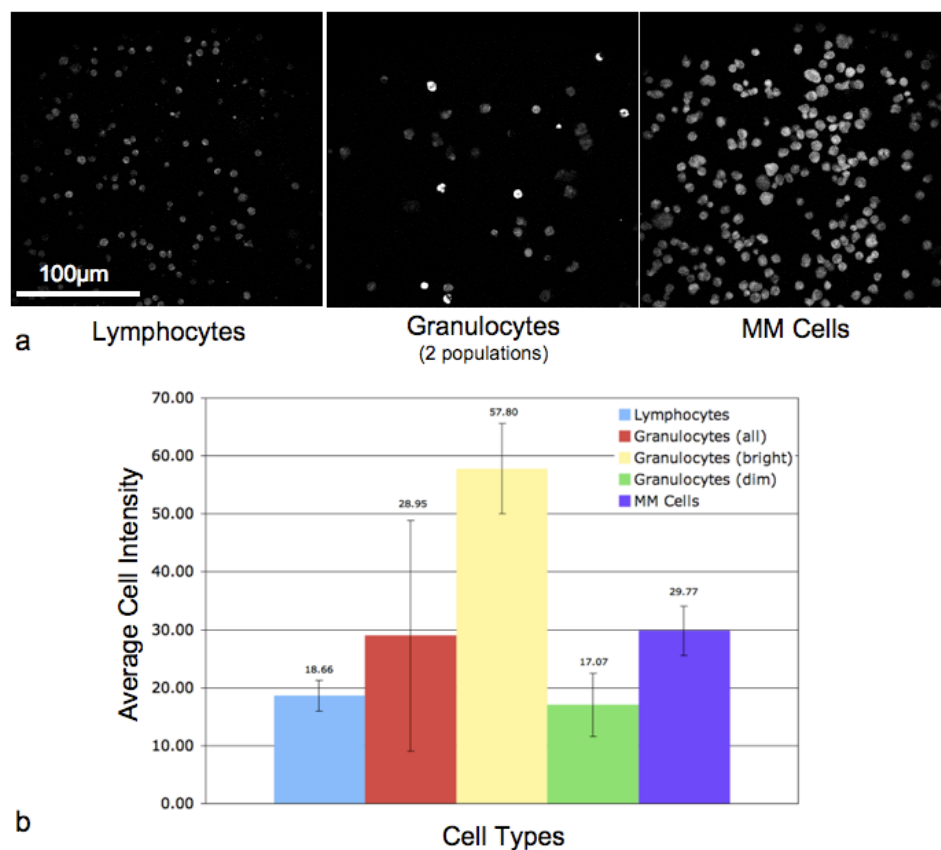 100µm
Lymphocytes
Granulocytes
(2 populations)
MM Cells
a
70.00
60.00
50.00
40.00
30.00
20.00
10.00
0.00
Average Cell Intensity
18.66
28.95
57.80
17.07
29.77
Lymphocytes
Granulocytes (all)
Granulocytes (bright)
Granulocytes (dim)
MM Cells
b
Cell Types